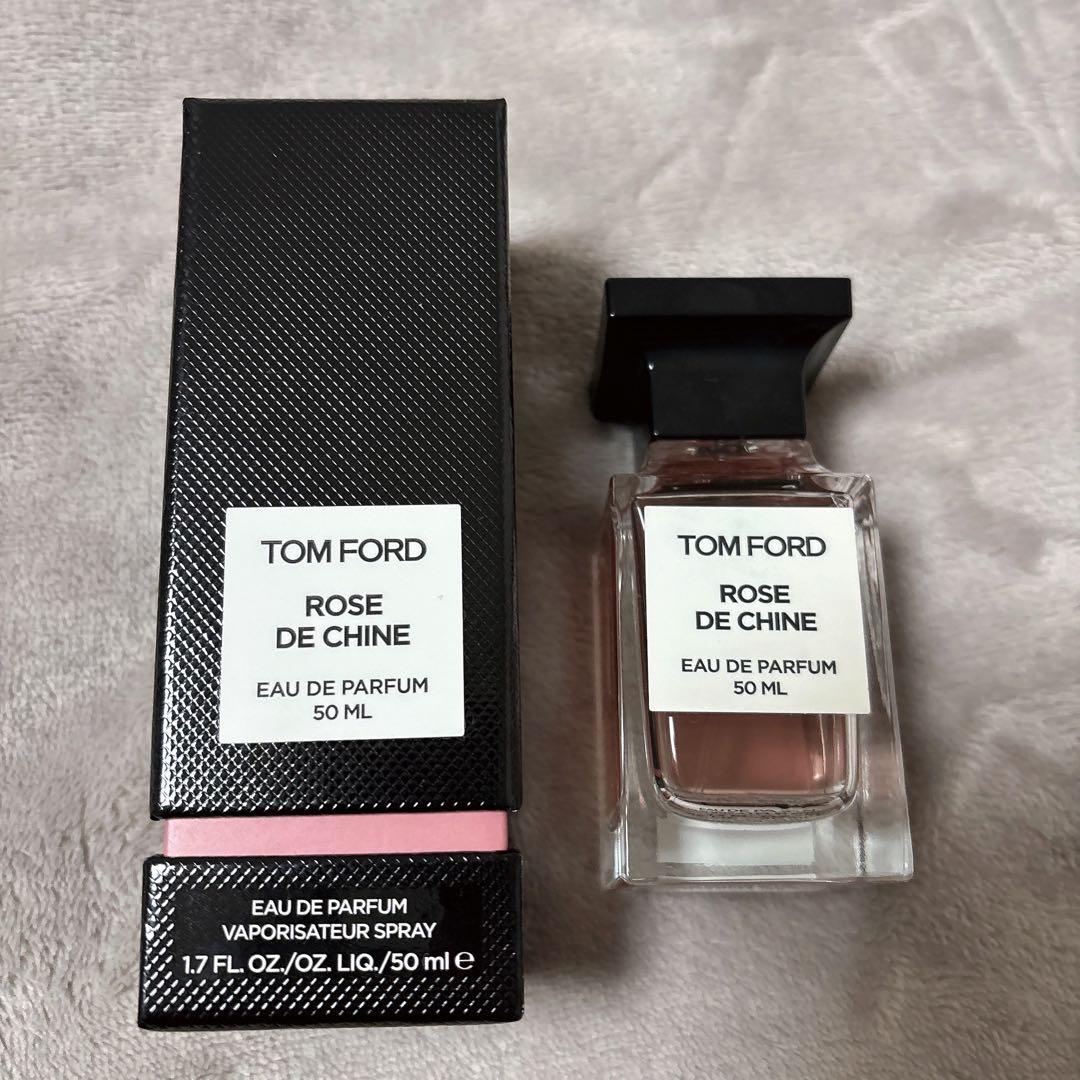 TOM FORD
ROSE
DE CHINE
EAU DE PARFUM
50 ML
EAU DE PARFUM
VAPORISATEUR SPRAY
1.7 FL. OZ./OZ. LIQ./50 ml e
TOM FORD
ROSE
DE CHINE
EAU DE PARFUM
50 ML